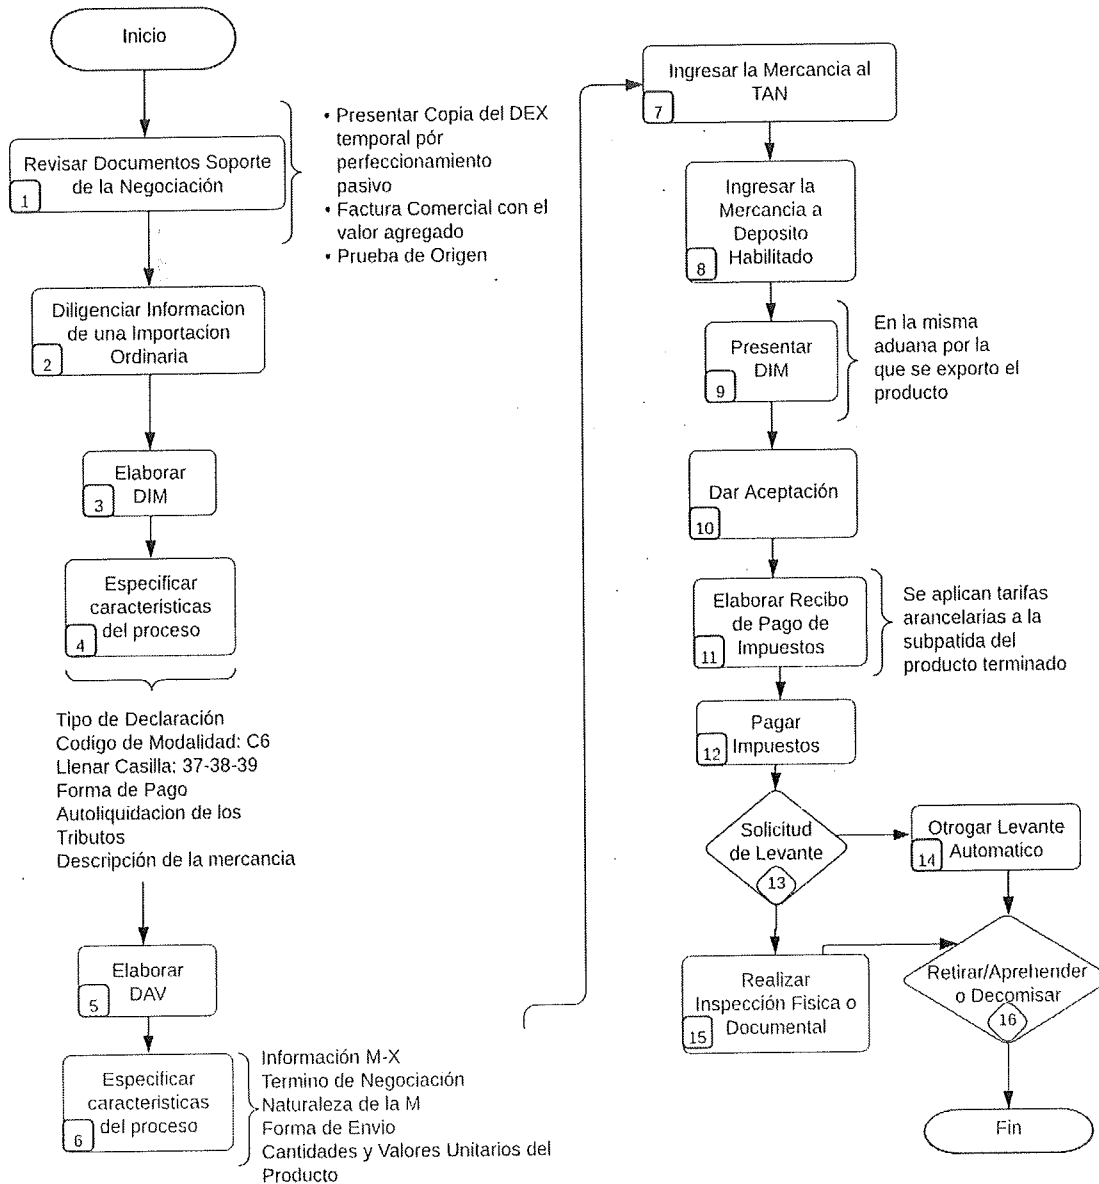 Inicio
Revisar Documentos Soporte
de la Negociación
1
• Presentar Copia del DEX
temporal pór
perfeccionamiento
pasivo
• Factura Comercial con el
valor agregado
• Prueba de Origen
Diligenciar Informacion
de una Importacion
Ordinaria
2
Elaborar
DIM
3
Especificar
caracteristicas
del proceso
4
Tipo de Declaración
Codigo de Modalidad: C6
Llenar Casilla: 37-38-39
Forma de Pago
Autoliquidacion de los
Tributos
Descripción de la mercancia
Elaborar
DAV
5
Especificar
caracteristicas
del proceso
6
Información M-X
Termino de Negociación
Naturaleza de la M
Forma de Envio
Cantidades y Valores Unitarios del
Producto
Ingresar la Mercancia al
TAN
7
Ingresar la
Mercancia a
Deposito
Habilitado
8
Presentar
DIM
9
En la misma
aduana por la
que se exporto el
producto
Dar Aceptación
10
Elaborar Recibo
de Pago de
Impuestos
11
Se aplican tarifas
arancelarias a la
subpatida del
producto terminado
Pagar
Impuestos
12
Solicitud
de Levante
13
Otrogar Levante
Automatico
14
Realizar
Inspección Fisica o
Documental
15
Retirar/Aprehender
o Decomisar
16
Fin